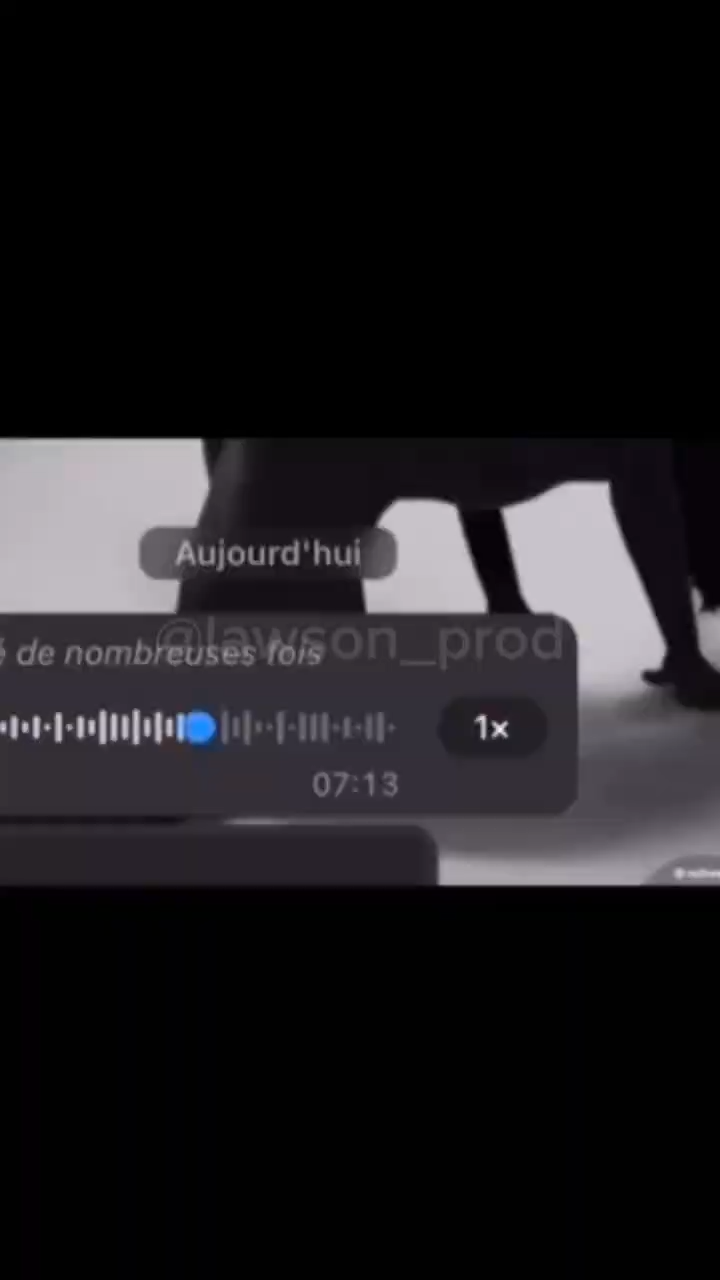 Aujourd'hui
é de nombreuses fois
@lawson_prod
1x
07:13